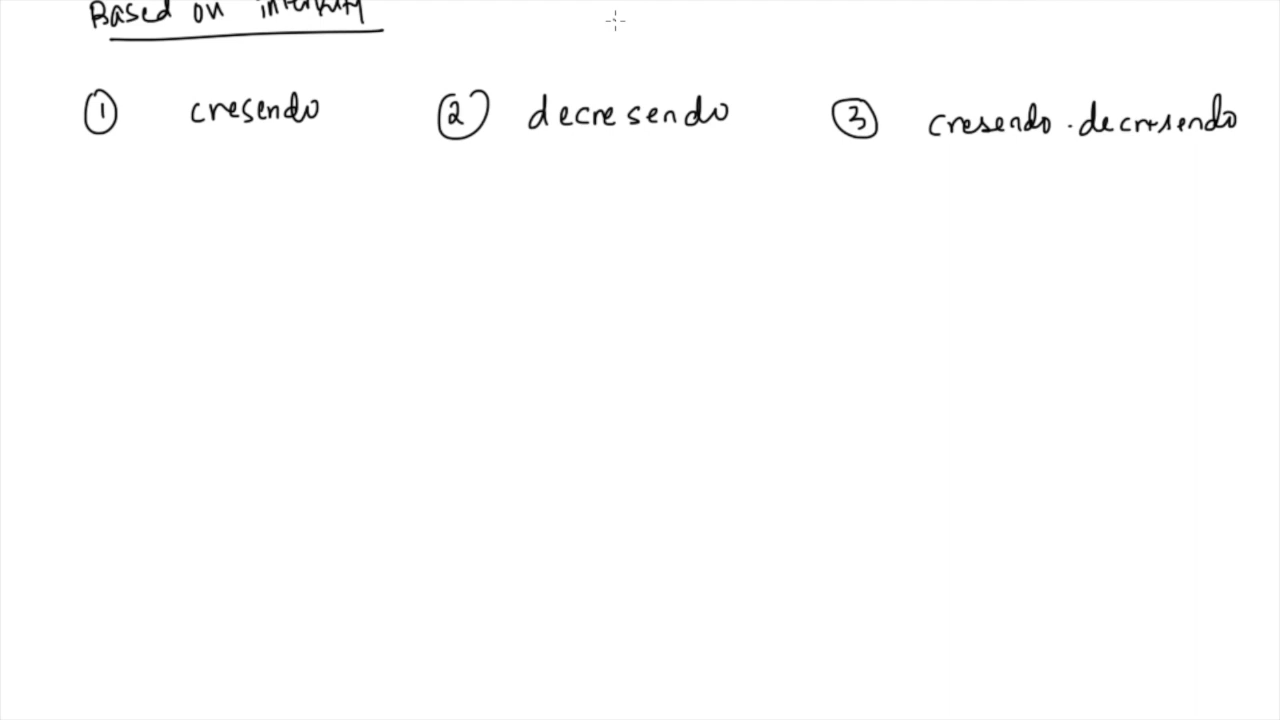 Based on intensity
① cresendo ② decresendo ③ cresendo - decresendo